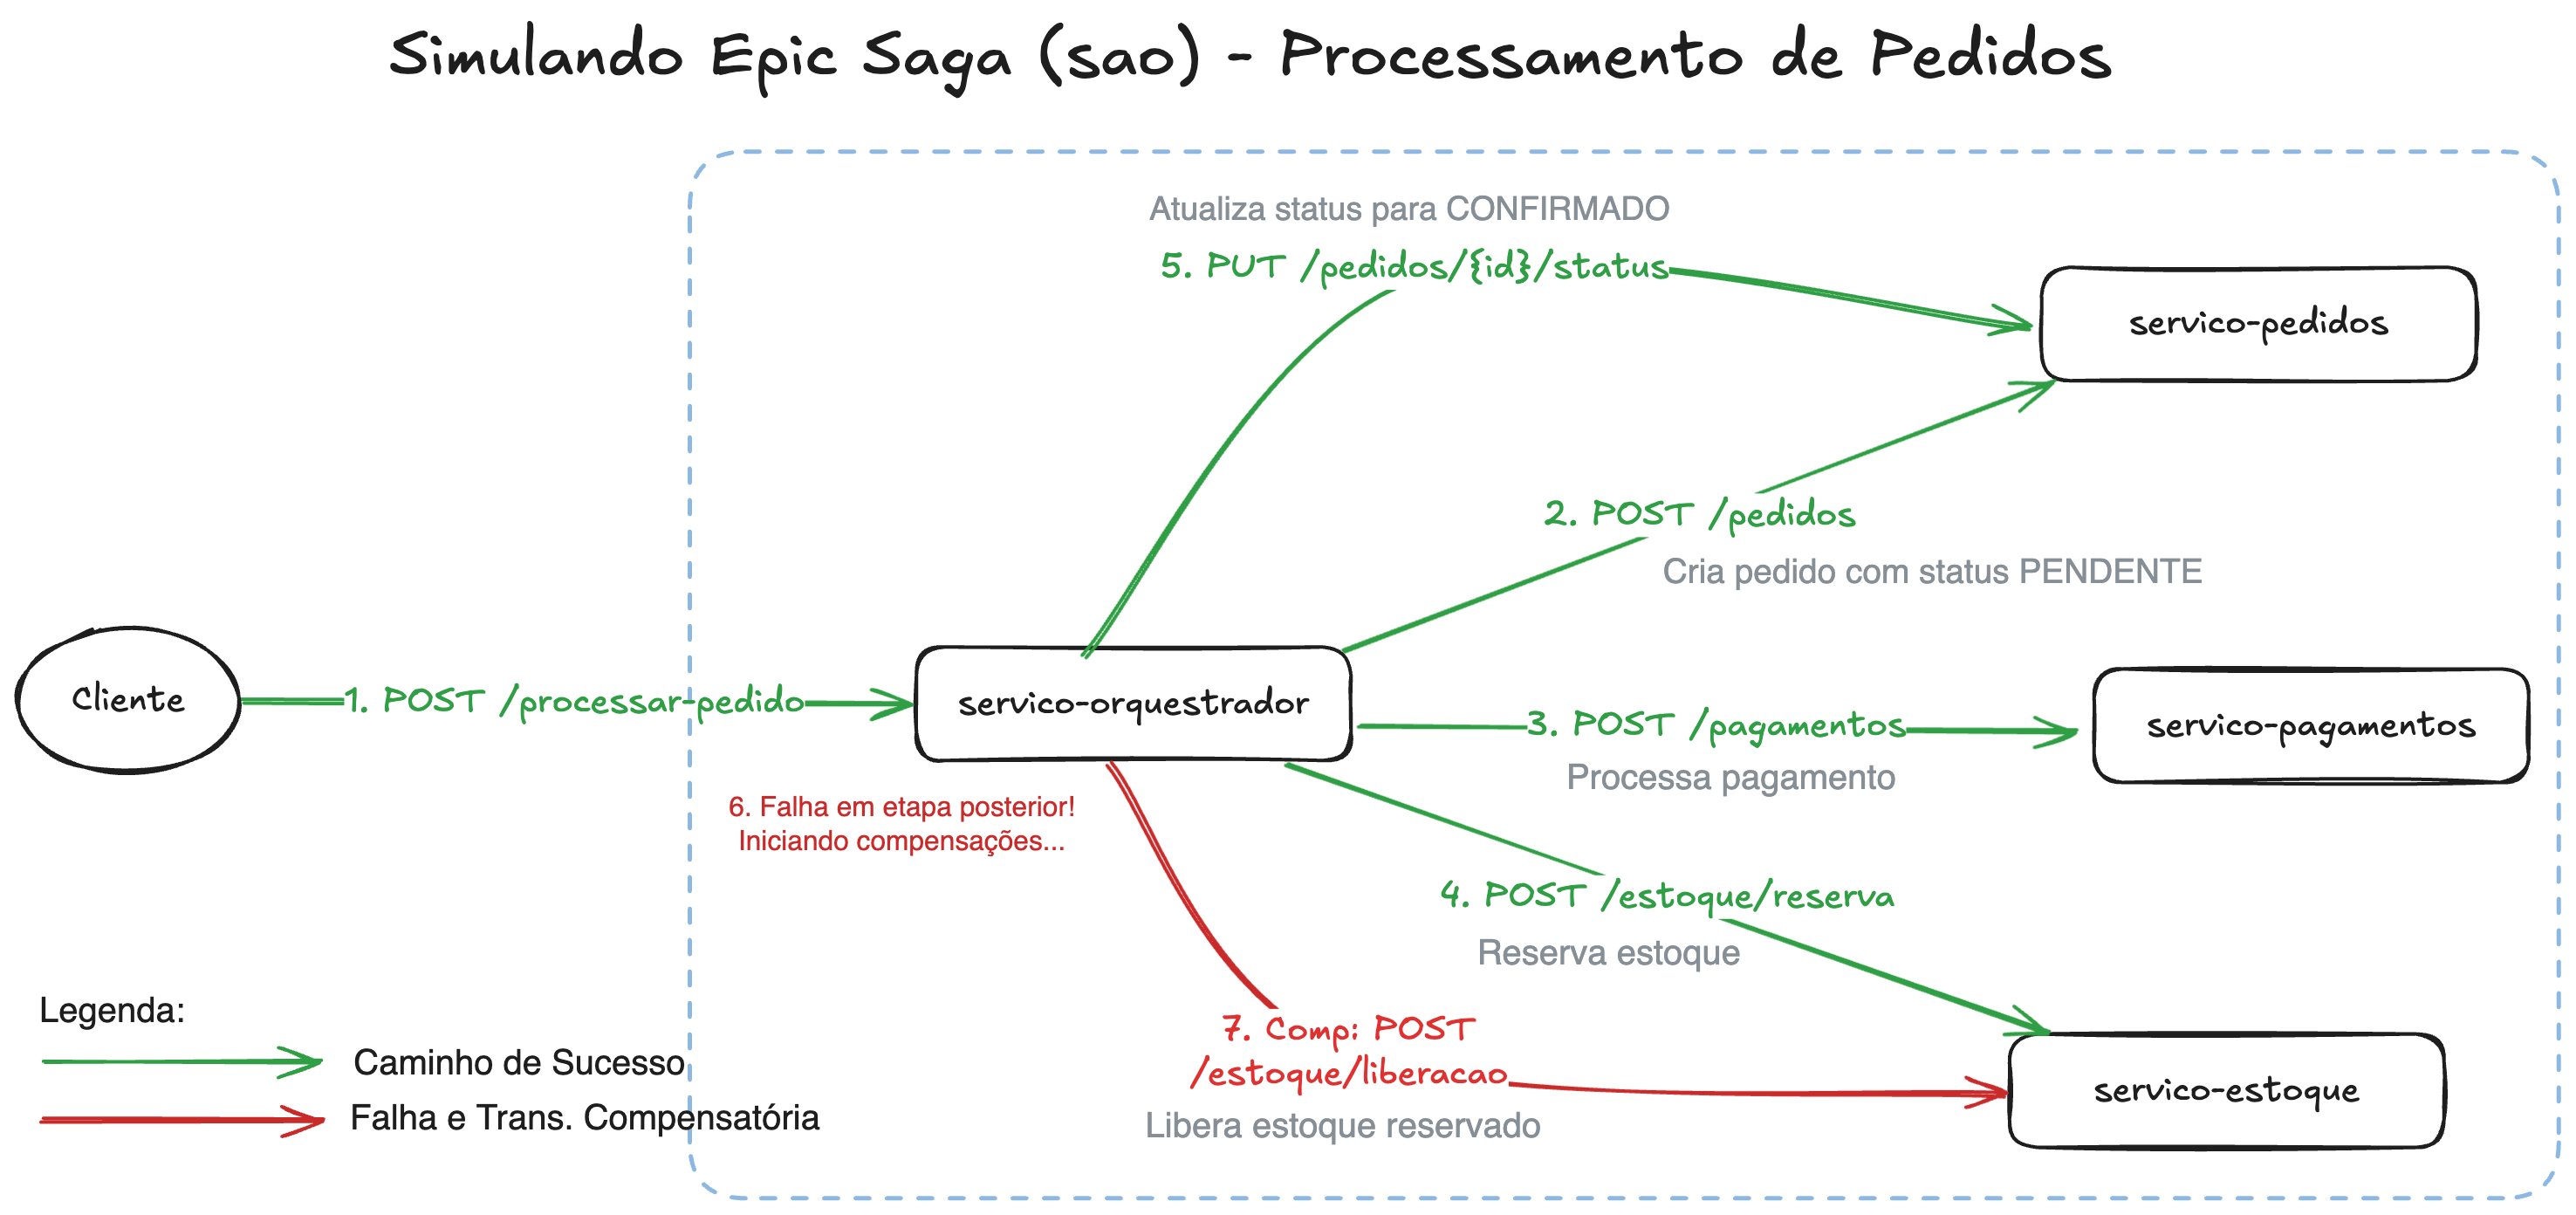 Simulando Epic Saga (sao) - Processamento de Pedidos
Atualiza status para CONFIRMADO
5. PUT /pedidos/{id}/status
servico-pedidos
2. POST /pedidos
Cria pedido com status PENDENTE
Cliente
1. POST /processar-pedido
servico-orquestrador
3. POST /pagamentos
servico-pagamentos
Processa pagamento
6. Falha em etapa posterior!
Iniciando compensações...
4. POST /estoque/reserva
Reserva estoque
7. Comp: POST
/estoque/liberacao
servico-estoque
Libera estoque reservado
Legenda:
Caminho de Sucesso
Falha e Trans. Compensatória